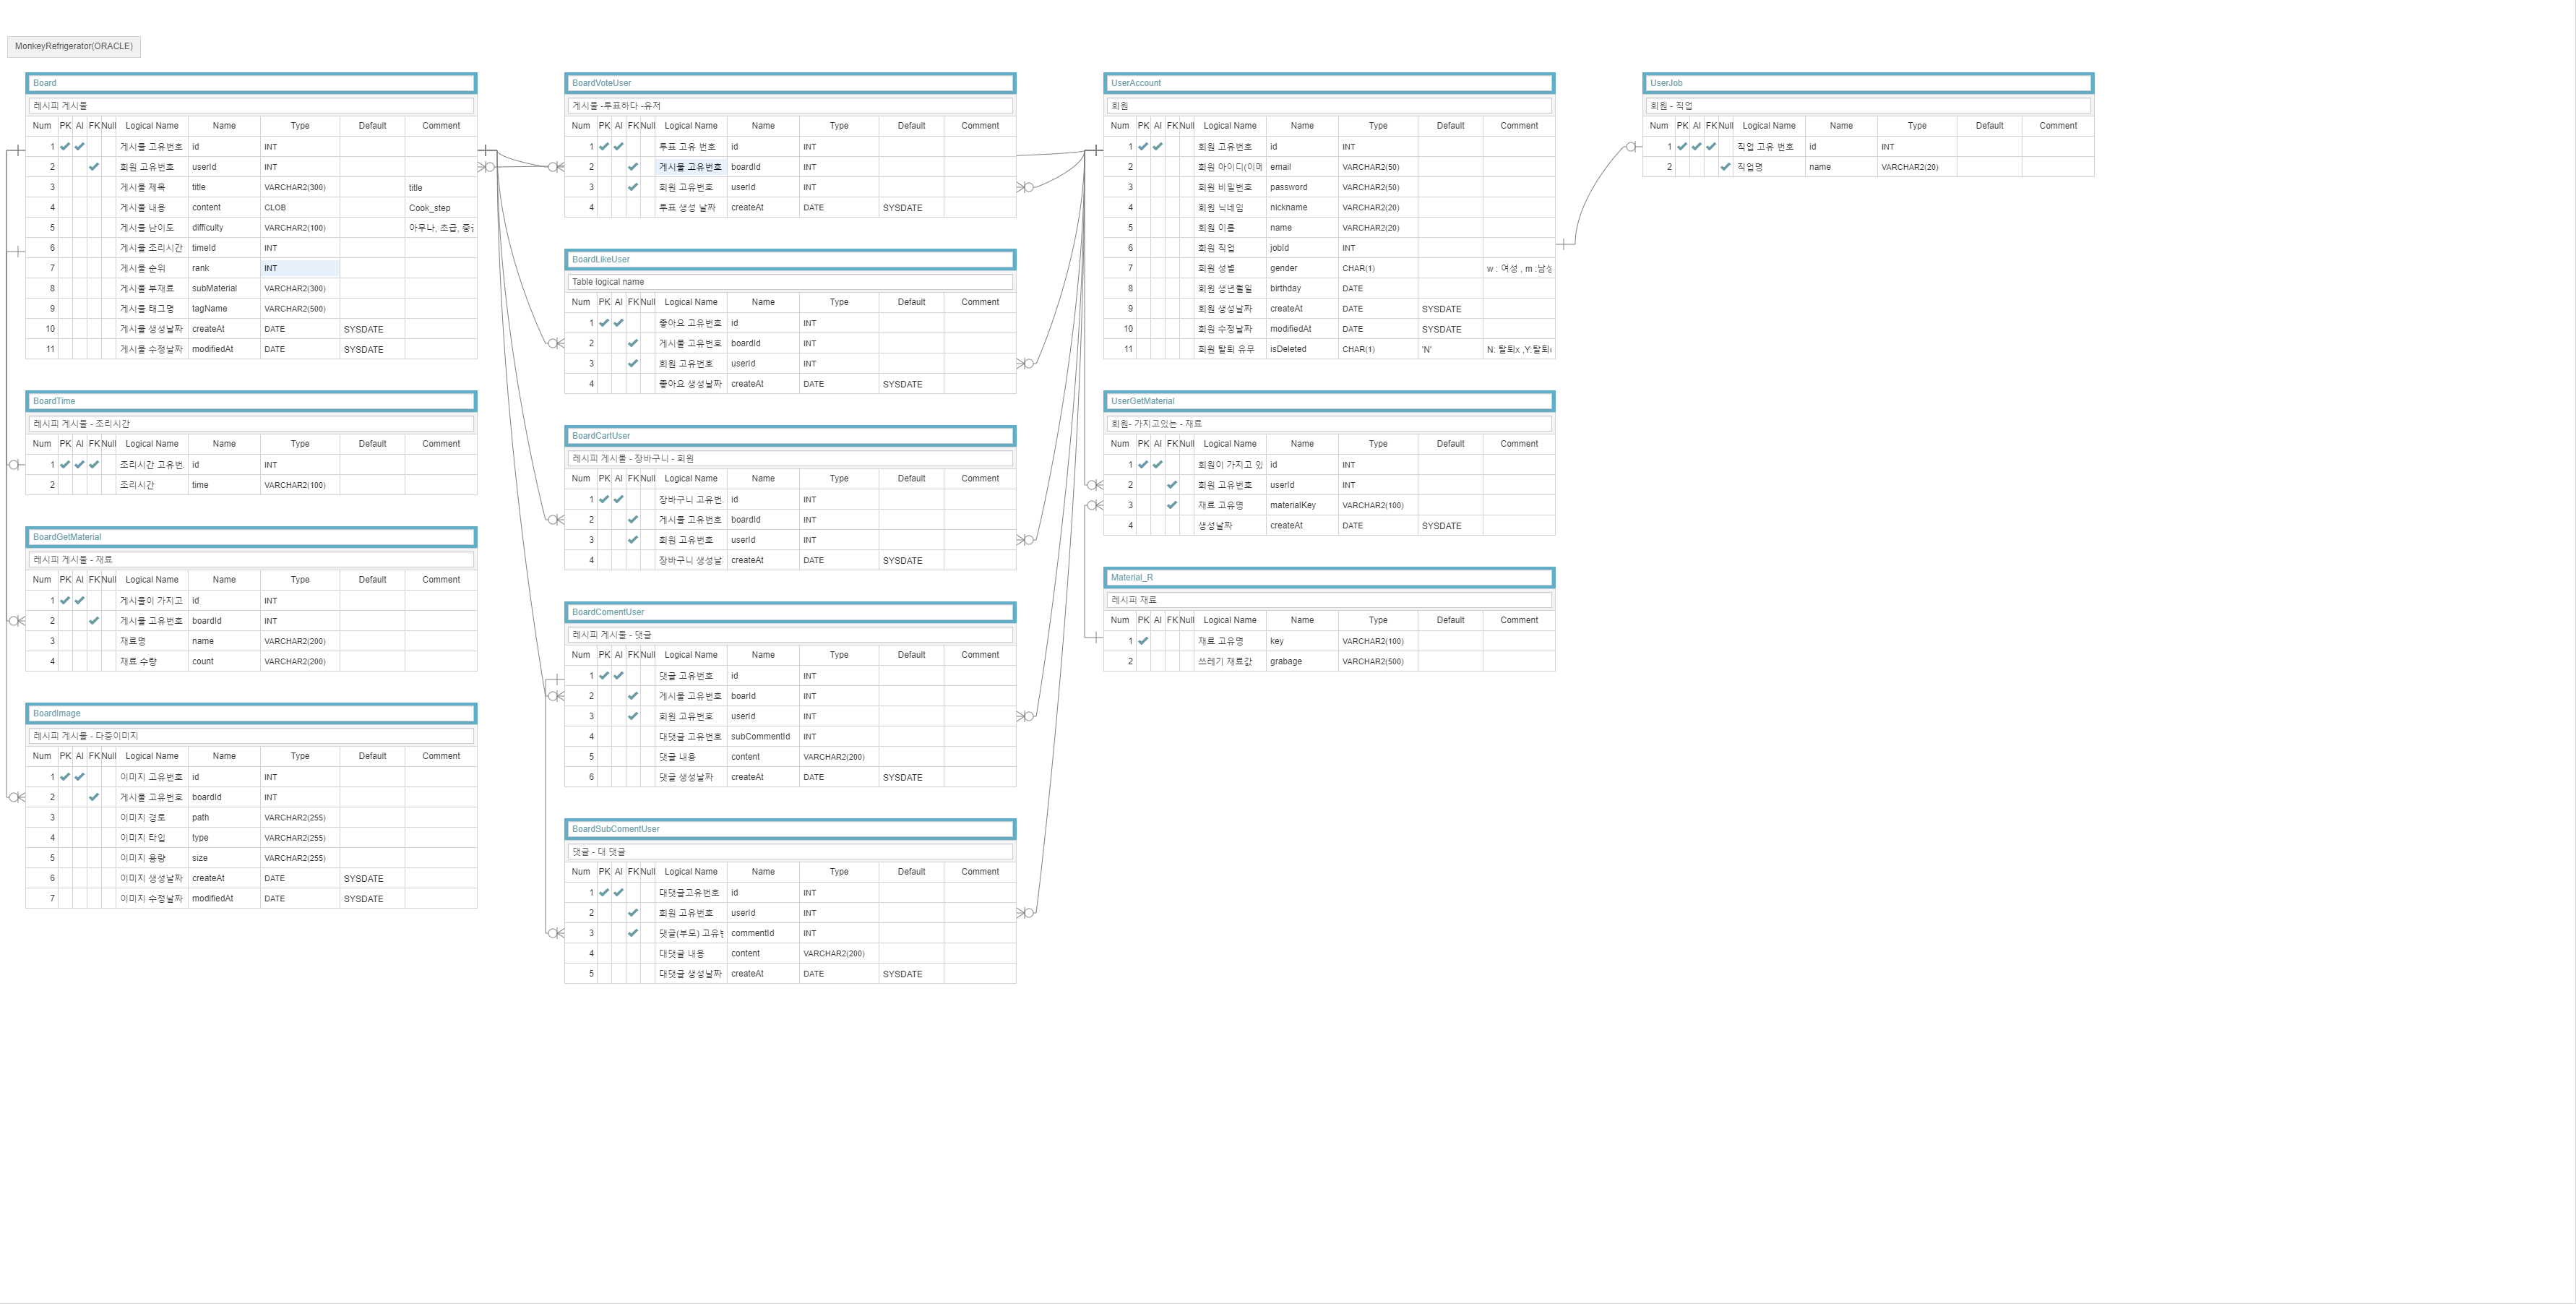 MonkeyRefrigerator(ORACLE)
Board
레시피 게시물
Num PK AI FK Null Logical Name Name Type Default Comment
1 게시물 고유번호 id INT
2 회원 고유번호 userId INT
3 게시물 제목 title VARCHAR2(300) title
4 게시물 내용 content CLOB Cook_step
5 게시물 난이도 difficulty VARCHAR2(100) 아무나, 초급, 중급
6 게시물 조리시간 timeId INT
7 게시물 순위 rank INT
8 게시물 부재료 subMaterial VARCHAR2(300)
9 게시물 태그명 tagName VARCHAR2(500)
10 게시물 생성날짜 createAt DATE SYSDATE
11 게시물 수정날짜 modifiedAt DATE SYSDATE
BoardTime
레시피 게시물 - 조리시간
Num PK AI FK Null Logical Name Name Type Default Comment
1 조리시간 고유번 id INT
2 조리시간 time VARCHAR2(100)
BoardGetMaterial
레시피 게시물 - 재료
Num PK AI FK Null Logical Name Name Type Default Comment
1 게시물이 가지고 id INT
2 게시물 고유번호 boardId INT
3 재료명 name VARCHAR2(200)
4 재료 수량 count VARCHAR2(200)
BoardImage
레시피 게시물 - 다중이미지
Num PK AI FK Null Logical Name Name Type Default Comment
1 이미지 고유번호 id INT
2 게시물 고유번호 boardId INT
3 이미지 경로 path VARCHAR2(255)
4 이미지 타입 type VARCHAR2(255)
5 이미지 용량 size VARCHAR2(255)
6 이미지 생성날짜 createAt DATE SYSDATE
7 이미지 수정날짜 modifiedAt DATE SYSDATE
BoardVoteUser
게시물 -투표하다 -유저
Num PK AI FK Null Logical Name Name Type Default Comment
1 투표 고유 번호 id INT
2 게시물 고유번호 boardId INT
3 회원 고유번호 userId INT
4 투표 생성 날짜 createAt DATE SYSDATE
BoardLikeUser
Table logical name
Num PK AI FK Null Logical Name Name Type Default Comment
1 좋아요 고유번호 id INT
2 게시물 고유번호 boardId INT
3 회원 고유번호 userId INT
4 좋아요 생성날짜 createAt DATE SYSDATE
BoardCartUser
레시피 게시물 - 장바구니 - 회원
Num PK AI FK Null Logical Name Name Type Default Comment
1 장바구니 고유번 id INT
2 게시물 고유번호 boardId INT
3 회원 고유번호 userId INT
4 장바구니 생성날 createAt DATE SYSDATE
BoardComentUser
레시피 게시물 - 댓글
Num PK AI FK Null Logical Name Name Type Default Comment
1 댓글 고유번호 id INT
2 게시물 고유번호 boarId INT
3 회원 고유번호 userId INT
4 대댓글 고유번호 subCommentId INT
5 댓글 내용 content VARCHAR2(200)
6 댓글 생성날짜 createAt DATE SYSDATE
BoardSubComentUser
댓글 - 대 댓글
Num PK AI FK Null Logical Name Name Type Default Comment
1 대댓글고유번호 id INT
2 회원 고유번호 userId INT
3 댓글(부모) 고유번 commentId INT
4 대댓글 내용 content VARCHAR2(200)
5 대댓글 생성날짜 createAt DATE SYSDATE
UserAccount
회원
Num PK AI FK Null Logical Name Name Type Default Comment
1 회원 고유번호 id INT
2 회원 아이디(이메 email VARCHAR2(50)
3 회원 비밀번호 password VARCHAR2(50)
4 회원 닉네임 nickname VARCHAR2(20)
5 회원 이름 name VARCHAR2(20)
6 회원 직업 jobId INT
7 회원 성별 gender CHAR(1) w : 여성 , m :남성
8 회원 생년월일 birthday DATE
9 회원 생성날짜 createAt DATE SYSDATE
10 회원 수정날짜 modifiedAt DATE SYSDATE
11 회원 탈퇴 유무 isDeleted CHAR(1) 'N' N: 탈퇴x ,Y:탈퇴
UserGetMaterial
회원- 가지고있는 - 재료
Num PK AI FK Null Logical Name Name Type Default Comment
1 회원이 가지고 있 id INT
2 회원 고유번호 userId INT
3 재료 고유명 materialKey VARCHAR2(100)
4 생성날짜 createAt DATE SYSDATE
Material_R
레시피 재료
Num PK AI FK Null Logical Name Name Type Default Comment
1 재료 고유명 key VARCHAR2(100)
2 쓰레기 재료값 grabage VARCHAR2(500)
UserJob
회원 - 직업
Num PK AI FK Null Logical Name Name Type Default Comment
1 직업 고유 번호 id INT
2 직업명 name VARCHAR2(20)